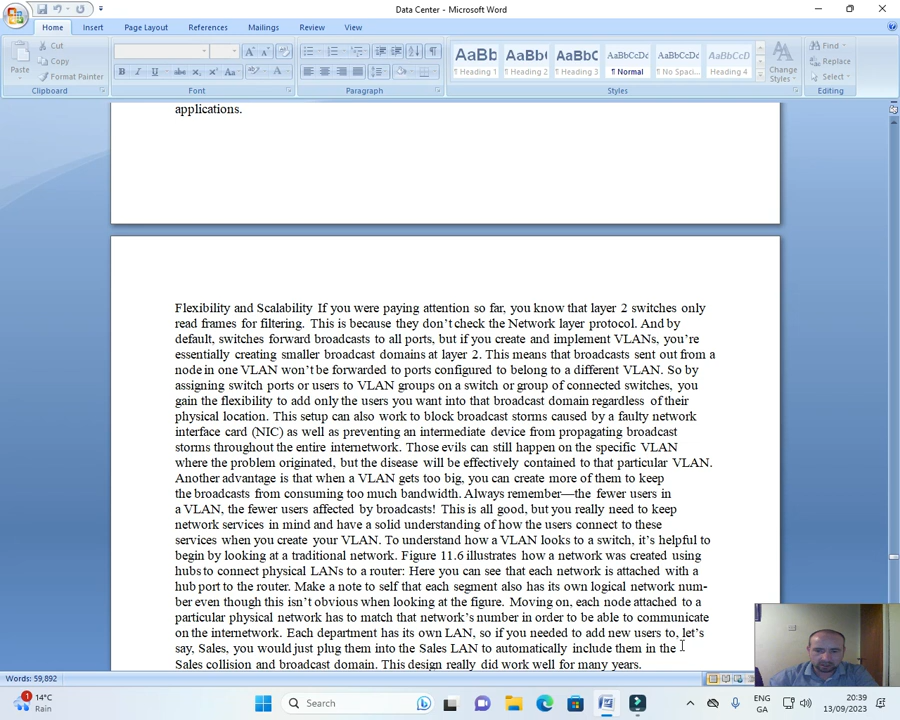 Data Center - Microsoft Word
Home Insert Page Layout References Mailings Review View
Cut
Copy
Format Painter
Paste
Clipboard
Font
Paragraph
AaBb AaBb AaBbC AaBbCcDc AaBbCcDc AaBbCcD
¶ Heading 1 ¶ Heading 2 ¶ Heading 3 ¶ Normal ¶ No Spaci... Heading 4
Change
Styles
Styles
Find
Replace
Select
Editing
applications.
Flexibility and Scalability If you were paying attention so far, you know that layer 2 switches only
read frames for filtering. This is because they don't check the Network layer protocol. And by
default, switches forward broadcasts to all ports, but if you create and implement VLANs, you're
essentially creating smaller broadcast domains at layer 2. This means that broadcasts sent out from a
node in one VLAN won't be forwarded to ports configured to belong to a different VLAN. So by
assigning switch ports or users to VLAN groups on a switch or group of connected switches, you
gain the flexibility to add only the users you want into that broadcast domain regardless of their
physical location. This setup can also work to block broadcast storms caused by a faulty network
interface card (NIC) as well as preventing an intermediate device from propagating broadcast
storms throughout the entire internetwork. Those evils can still happen on the specific VLAN
where the problem originated, but the disease will be effectively contained to that particular VLAN.
Another advantage is that when a VLAN gets too big, you can create more of them to keep
the broadcasts from consuming too much bandwidth. Always remember—the fewer users in
a VLAN, the fewer users affected by broadcasts! This is all good, but you really need to keep
network services in mind and have a solid understanding of how the users connect to these
services when you create your VLAN. To understand how a VLAN looks to a switch, it's helpful to
begin by looking at a traditional network. Figure 11.6 illustrates how a network was created using
hubs to connect physical LANs to a router: Here you can see that each network is attached with a
hub port to the router. Make a note to self that each segment also has its own logical network num-
ber even though this isn't obvious when looking at the figure. Moving on, each node attached to a
particular physical network has to match that network's number in order to be able to communicate
on the internetwork. Each department has its own LAN, so if you needed to add new users to, let's
say, Sales, you would just plug them into the Sales LAN to automatically include them in the
Sales collision and broadcast domain. This design really did work well for many years.
Words: 59,892
14°C
Rain
Search
ENG
GA
20:39
13/09/2023